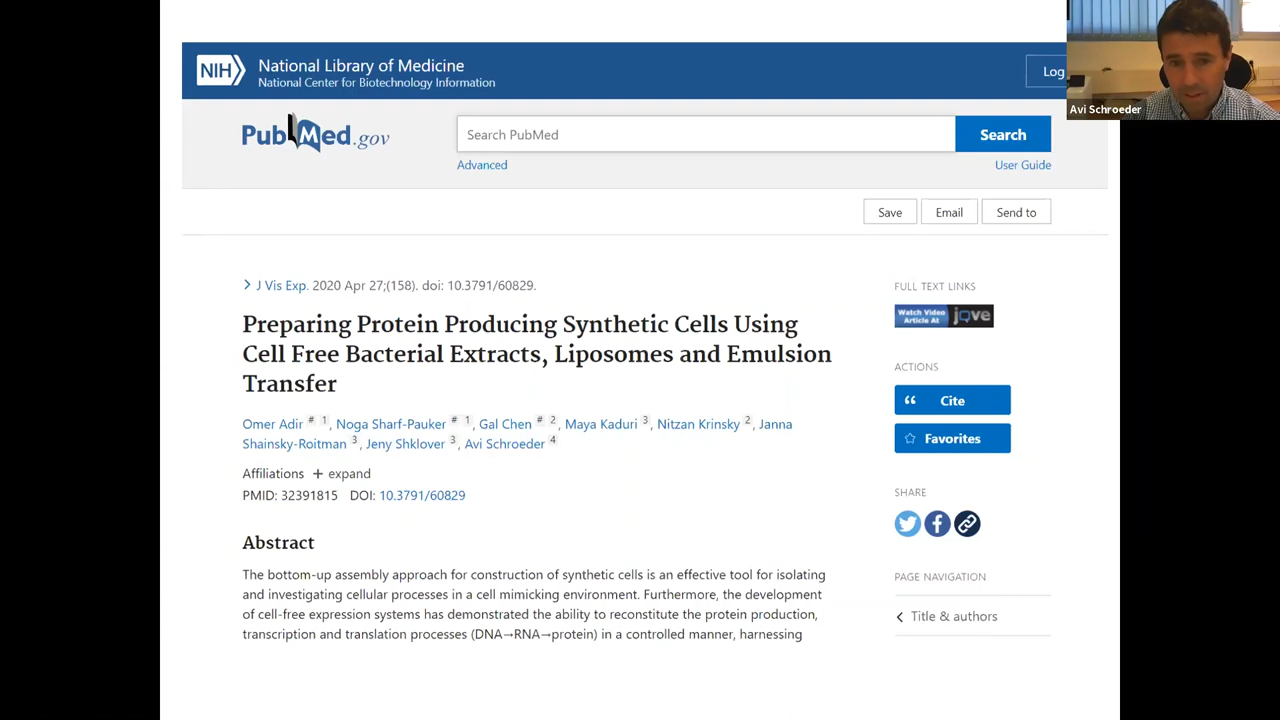 NIH National Library of Medicine
National Center for Biotechnology Information
Log
Avi Schroeder
PubMed.gov
Search PubMed
Search
Advanced
User Guide
Save
Email
Send to
> J Vis Exp. 2020 Apr 27;(158). doi: 10.3791/60829.
Preparing Protein Producing Synthetic Cells Using
Cell Free Bacterial Extracts, Liposomes and Emulsion
Transfer
Omer Adir # 1, Noga Sharf-Pauker # 1, Gal Chen # 2, Maya Kaduri 3, Nitzan Krinsky 2, Janna
Shainsky-Roitman 3, Jeny Shklover 3, Avi Schroeder 4
Affiliations + expand
PMID: 32391815 DOI: 10.3791/60829
Abstract
The bottom-up assembly approach for construction of synthetic cells is an effective tool for isolating
and investigating cellular processes in a cell mimicking environment. Furthermore, the development
of cell-free expression systems has demonstrated the ability to reconstitute the protein production,
transcription and translation processes (DNA→RNA→protein) in a controlled manner, harnessing
FULL TEXT LINKS
Watch Video
Article At
jove
ACTIONS
Cite
Favorites
SHARE
PAGE NAVIGATION
Title & authors